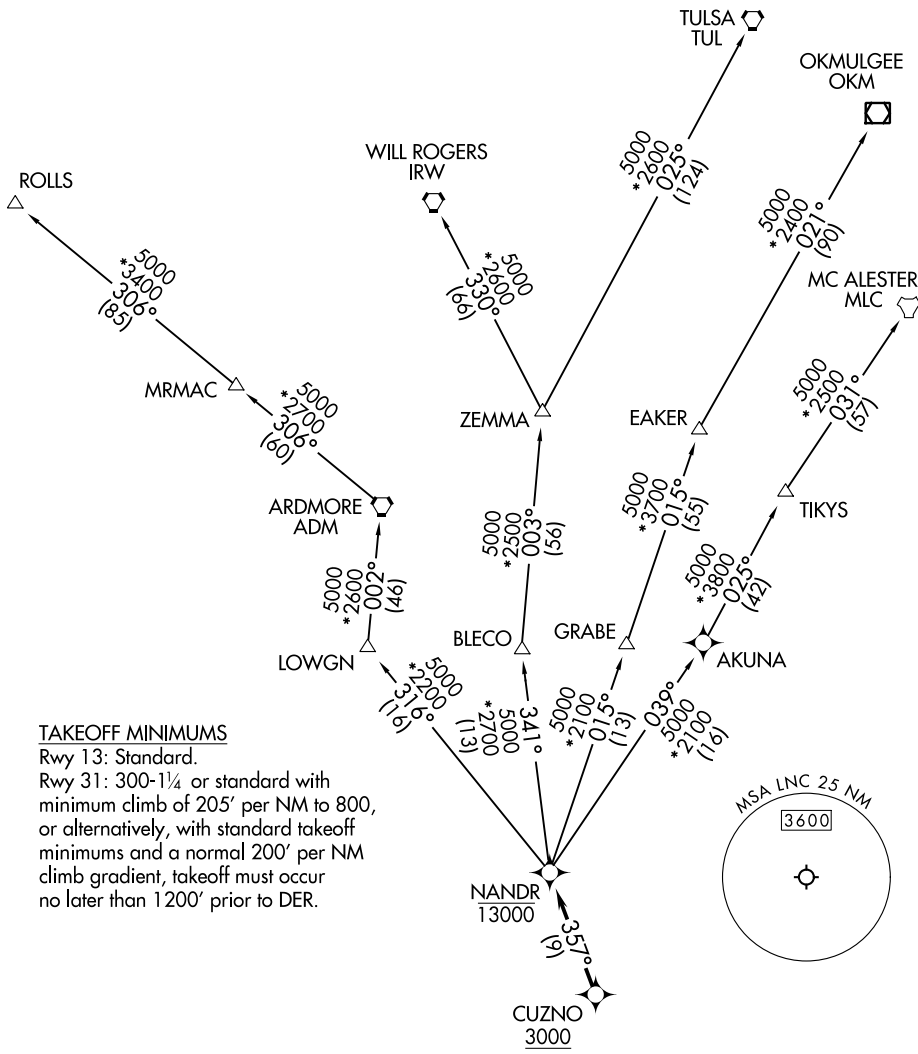 TULSA
TUL
OKMULGEE
OKM
WILL ROGERS
IRW
ROLLS
5000
*2600
025°
(124)
5000
*2400
021°
(90)
5000
*3400
306°
(85)
5000
*2600
330°
(66)
MC ALESTER
MLC
MRMAC
ZEMMA
EAKER
5000
*2700
306°
(60)
5000
*2500
031°
(57)
ARDMORE
ADM
TIKYS
5000
*2500
003°
(56)
5000
*3700
015°
(55)
5000
*2600
002°
(46)
5000
*3800
025°
(42)
LOWGN
BLECO
GRABE
AKUNA
5000
*2200
316°
(16)
341°
5000
*2700
(13)
5000
*2100
015°
(13)
039°
5000
*2100
(16)
TAKEOFF MINIMUMS
Rwy 13: Standard.
Rwy 31: 300-1¼ or standard with
minimum climb of 205' per NM to 800,
or alternatively, with standard takeoff
minimums and a normal 200' per NM
climb gradient, takeoff must occur
no later than 1200' prior to DER.
MSA LNC 25 NM
3600
NANDR
13000
357°
(9)
CUZNO
3000